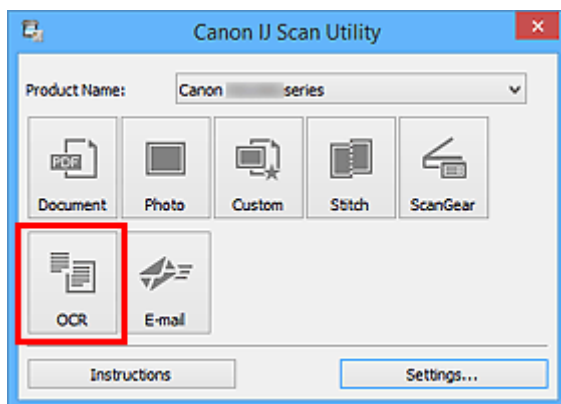 Canon IJ Scan Utility
Product Name: Canon series
PDF
Document Photo Custom Stitch ScanGear
OCR E-mail
Instructions Settings...